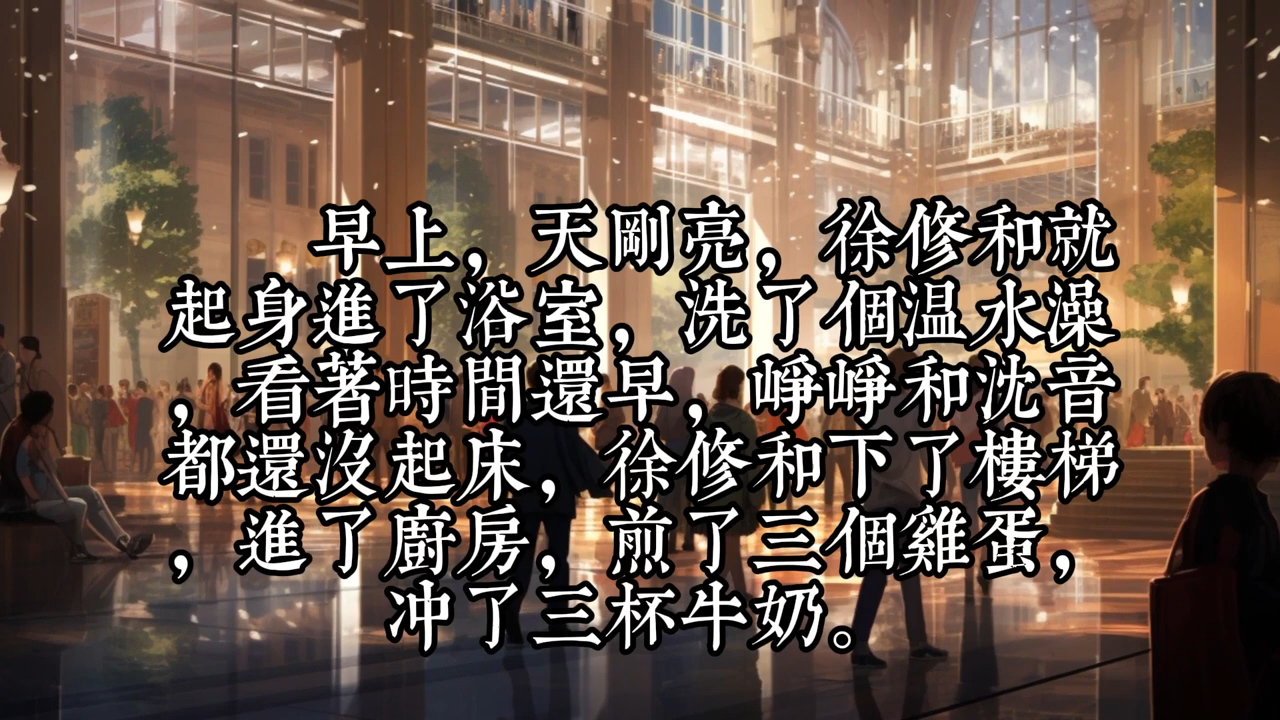 早上，天剛亮，徐修和就
起身進了浴室，洗了個温水澡
，看著時間還早，崢崢和沈音
都還沒起床，徐修和下了樓梯
，進了廚房，煎了三個雞蛋，
冲了三杯牛奶。